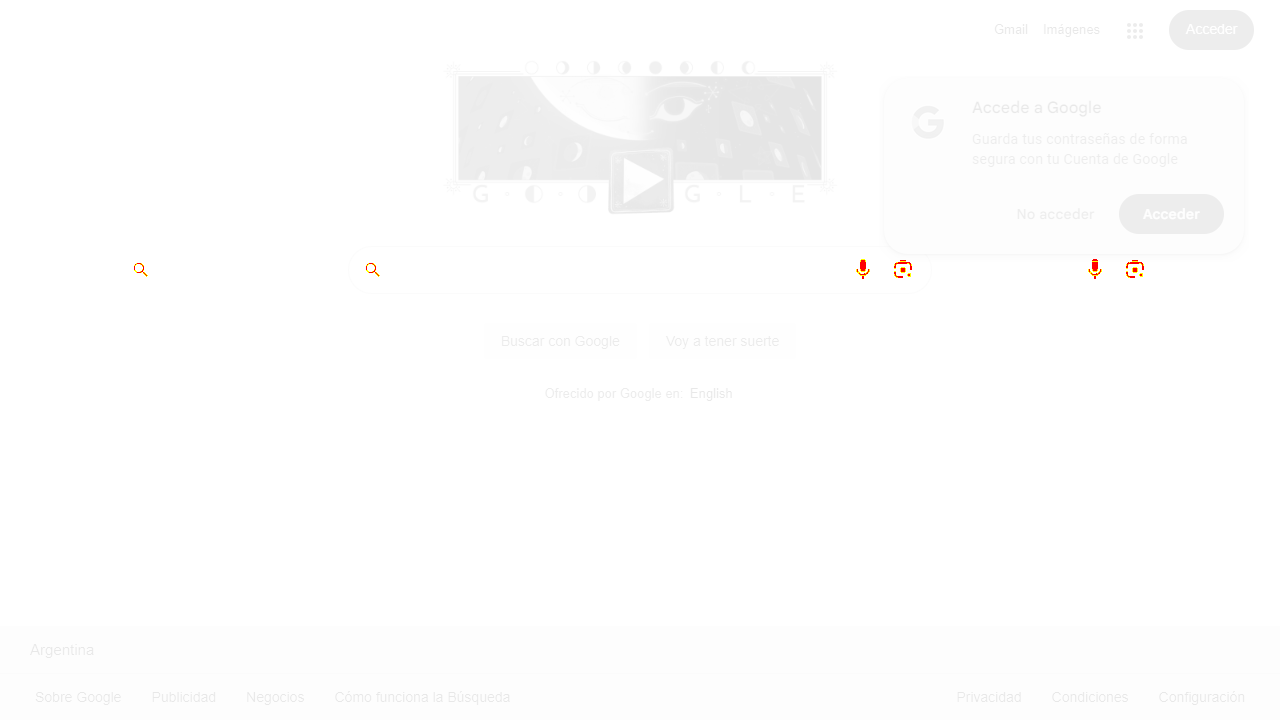 Gmail Imágenes Acceder
Accede a Google
Guarda tus contraseñas de forma
segura con tu Cuenta de Google
G O O G L E
No acceder Acceder
Buscar con Google Voy a tener suerte
Ofrecido por Google en: English
Argentina
Sobre Google Publicidad Negocios Cómo funciona la Búsqueda Privacidad Condiciones Configuración